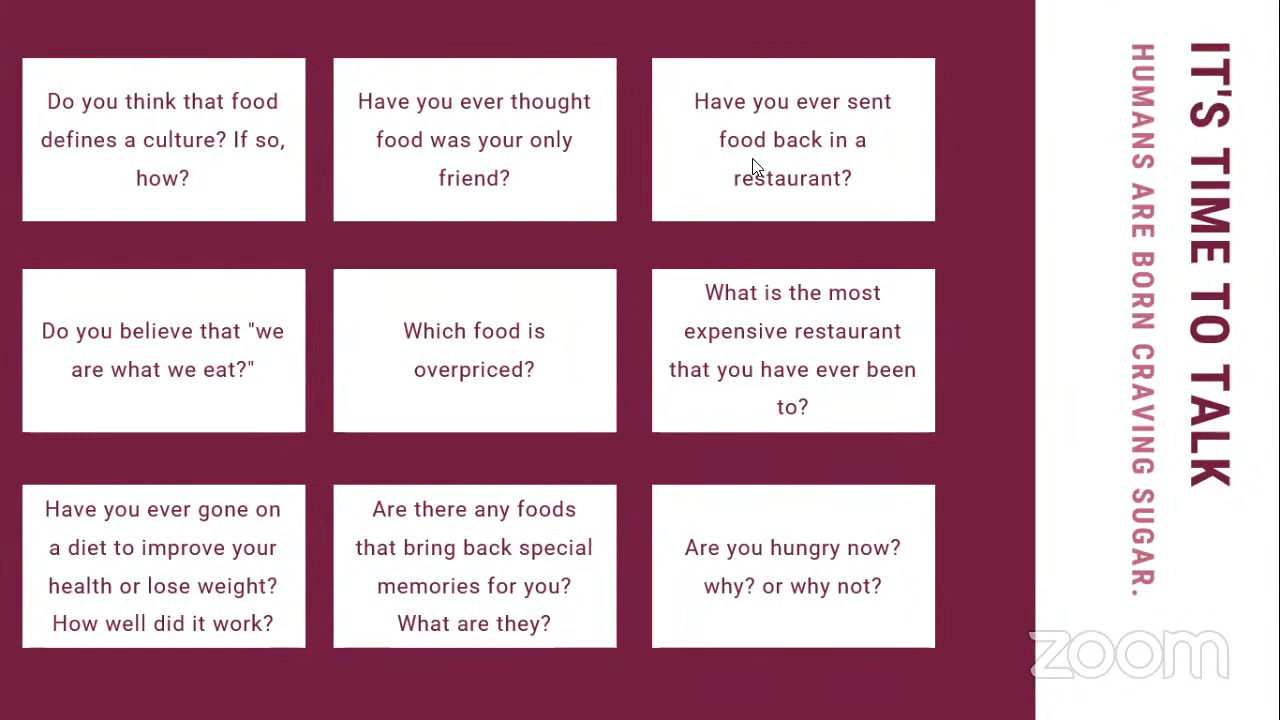 Do you think that food
defines a culture? If so,
how?
Have you ever thought
food was your only
friend?
Have you ever sent
food back in a
restaurant?
Do you believe that "we
are what we eat?"
Which food is
overpriced?
What is the most
expensive restaurant
that you have ever been
to?
Have you ever gone on
a diet to improve your
health or lose weight?
How well did it work?
Are there any foods
that bring back special
memories for you?
What are they?
Are you hungry now?
why? or why not?
IT'S TIME TO TALK
HUMANS ARE BORN CRAVING SUGAR.
zoom